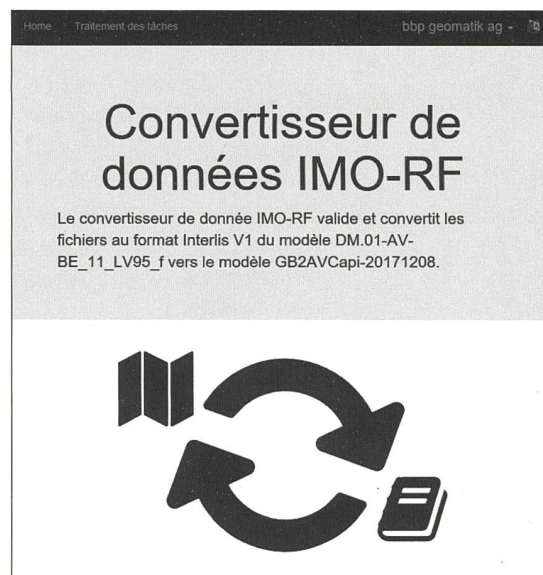 Home Traitement des tâches bbp geomatik ag
Convertisseur de
données IMO-RF
Le convertisseur de donnée IMO-RF valide et convertit les
fichiers au format Interlis V1 du modèle DM.01-AV-
BE_11_LV95_f vers le modèle GB2AVCapi-20171208.